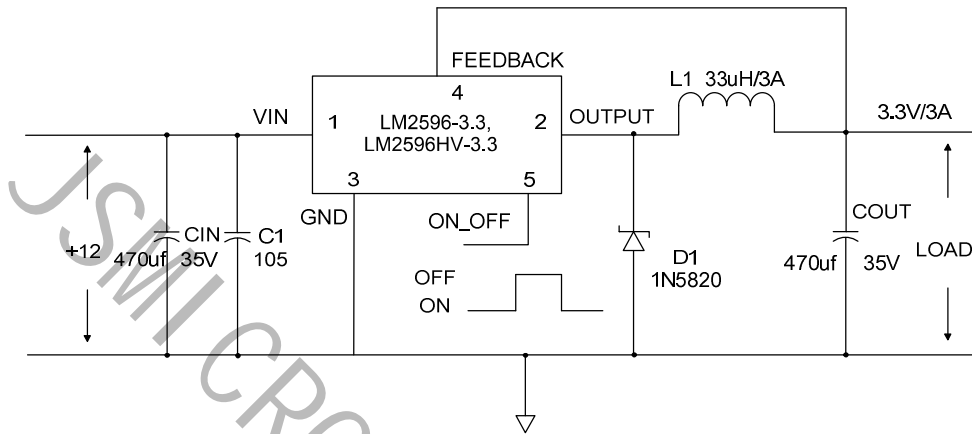 FEEDBACK
L1 33uH/3A
4
VIN
1
LM2596-3.3,
LM2596HV-3.3
2
OUTPUT
3.3V/3A
3
5
GND
ON_OFF
COUT
+12
CIN
470uf 35V
C1
105
OFF
ON
D1
1N5820
470uf 35V
LOAD
JSMICRO